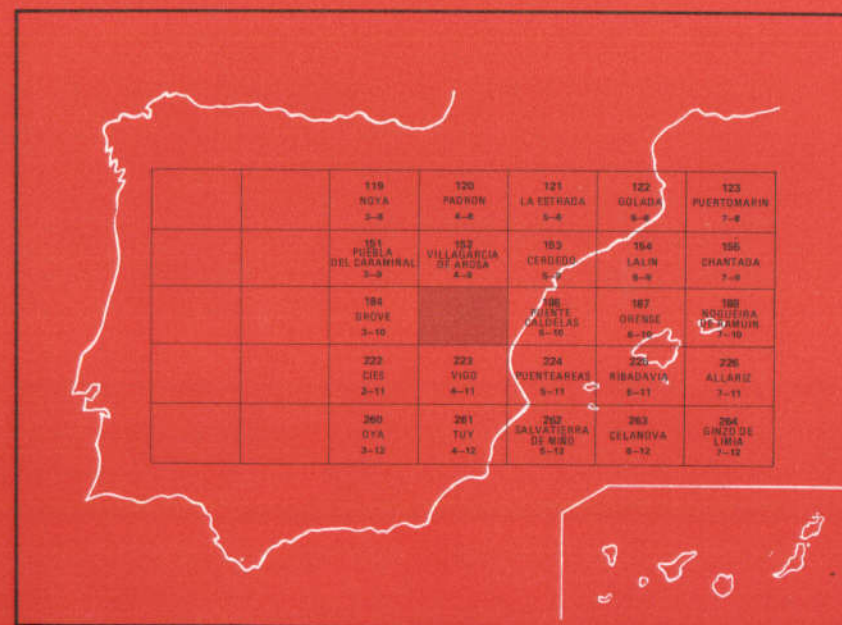 119
NOYA
3-8
120
PADRON
4-8
121
LA ESTRADA
5-8
122
GOLADA
6-8
123
PUERTOMARIN
7-8
151
PUEBLA
DEL CARAMINAL
3-9
152
VILLAGARCIA
DE AROSA
4-9
153
CERDEDO
5-9
154
LALIN
6-9
155
CHANTADA
7-9
184
GROVE
3-10
186
PUENTE
CALDELAS
5-10
187
ORENSE
6-10
188
NOGUEIRA
DE RAMUIN
7-10
222
CIES
3-11
223
VIGO
4-11
224
PUENTEAREAS
5-11
225
RIBADAVIA
6-11
226
ALLARIZ
7-11
260
OYA
3-12
261
TUY
4-12
262
SALVATIERRA
DE MIÑO
5-12
263
CELANOVA
6-12
264
GINZO DE
LIMIA
7-12